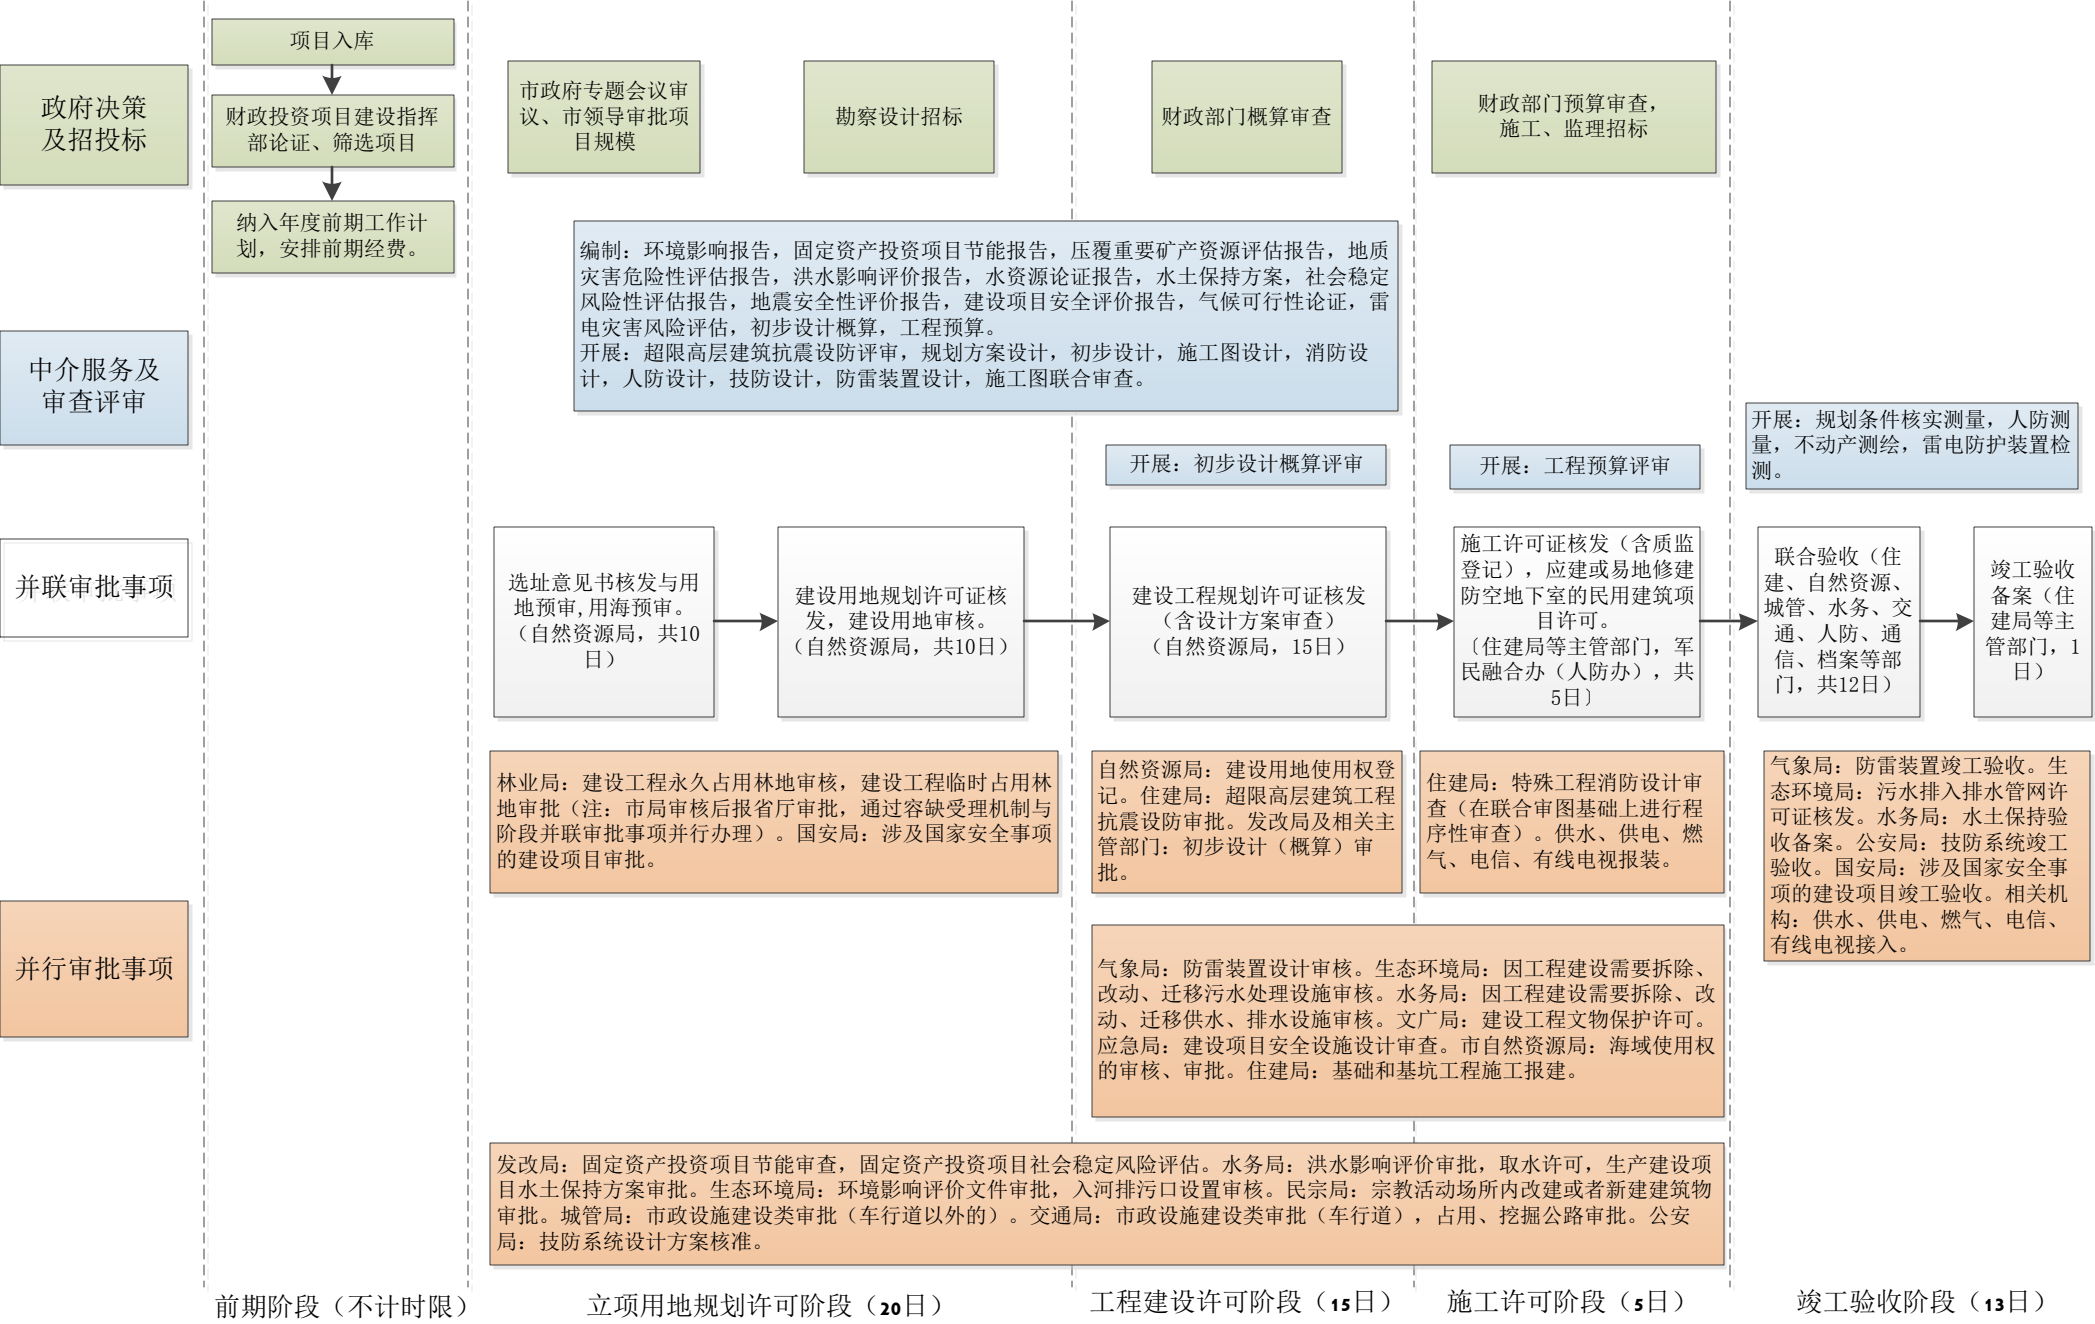 项目入库
财政投资项目建设指挥
部论证、筛选项目
纳入年度前期工作计
划，安排前期经费。
政府决策
及招投标
市政府专题会议审
议、市领导审批项
目规模
勘察设计招标
财政部门概算审查
财政部门预算审查，
施工、监理招标
中介服务及
审查评审
编制：环境影响报告，固定资产投资项目节能报告，压覆重要矿产资源评估报告，地质
灾害危险性评估报告，洪水影响评价报告，水资源论证报告，水土保持方案，社会稳定
风险性评估报告，地震安全性评价报告，建设项目安全评价报告，气候可行性论证，雷
电灾害风险评估，初步设计概算，工程预算。
开展：超限高层建筑抗震设防评审，规划方案设计，初步设计，施工图设计，消防设
计，人防设计，技防设计，防雷装置设计，施工图联合审查。
开展：初步设计概算评审
开展：工程预算评审
开展：规划条件核实测量，人防测
量，不动产测绘，雷电防护装置检
测。
并联审批事项
选址意见书核发与用
地预审,用海预审。
（自然资源局，共10
日）
建设用地规划许可证核
发，建设用地审核。
（自然资源局，共10日）
建设工程规划许可证核发
（含设计方案审查）
（自然资源局，15日）
施工许可证核发（含质监
登记），应建或易地修建
防空地下室的民用建筑项
目许可。
〔住建局等主管部门，军
民融合办（人防办），共
5日〕
联合验收（住
建、自然资源、
城管、水务、交
通、人防、通
信、档案等部
门，共12日）
竣工验收
备案（住
建局等主
管部门，1
日）
并行审批事项
林业局：建设工程永久占用林地审核，建设工程临时占用林
地审批（注：市局审核后报省厅审批，通过容缺受理机制与
阶段并联审批事项并行办理）。国安局：涉及国家安全事项
的建设项目审批。
自然资源局：建设用地使用权登
记。住建局：超限高层建筑工程
抗震设防审批。发改局及相关主
管部门：初步设计（概算）审
批。
住建局：特殊工程消防设计审
查（在联合审图基础上进行程
序性审查）。供水、供电、燃
气、电信、有线电视报装。
气象局：防雷装置竣工验收。生
态环境局：污水排入排水管网许
可证核发。水务局：水土保持验
收备案。公安局：技防系统竣工
验收。国安局：涉及国家安全事
项的建设项目竣工验收。相关机
构：供水、供电、燃气、电信、
有线电视接入。
气象局：防雷装置设计审核。生态环境局：因工程建设需要拆除、
改动、迁移污水处理设施审核。水务局：因工程建设需要拆除、改
动、迁移供水、排水设施审核。文广局：建设工程文物保护许可。
应急局：建设项目安全设施设计审查。市自然资源局：海域使用权
的审核、审批。住建局：基础和基坑工程施工报建。
发改局：固定资产投资项目节能审查，固定资产投资项目社会稳定风险评估。水务局：洪水影响评价审批，取水许可，生产建设项
目水土保持方案审批。生态环境局：环境影响评价文件审批，入河排污口设置审核。民宗局：宗教活动场所内改建或者新建建筑物
审批。城管局：市政设施建设类审批（车行道以外的）。交通局：市政设施建设类审批（车行道），占用、挖掘公路审批。公安
局：技防系统设计方案核准。
前期阶段（不计时限）
立项用地规划许可阶段（20日）
工程建设许可阶段（15日）
施工许可阶段（5日）
竣工验收阶段（13日）